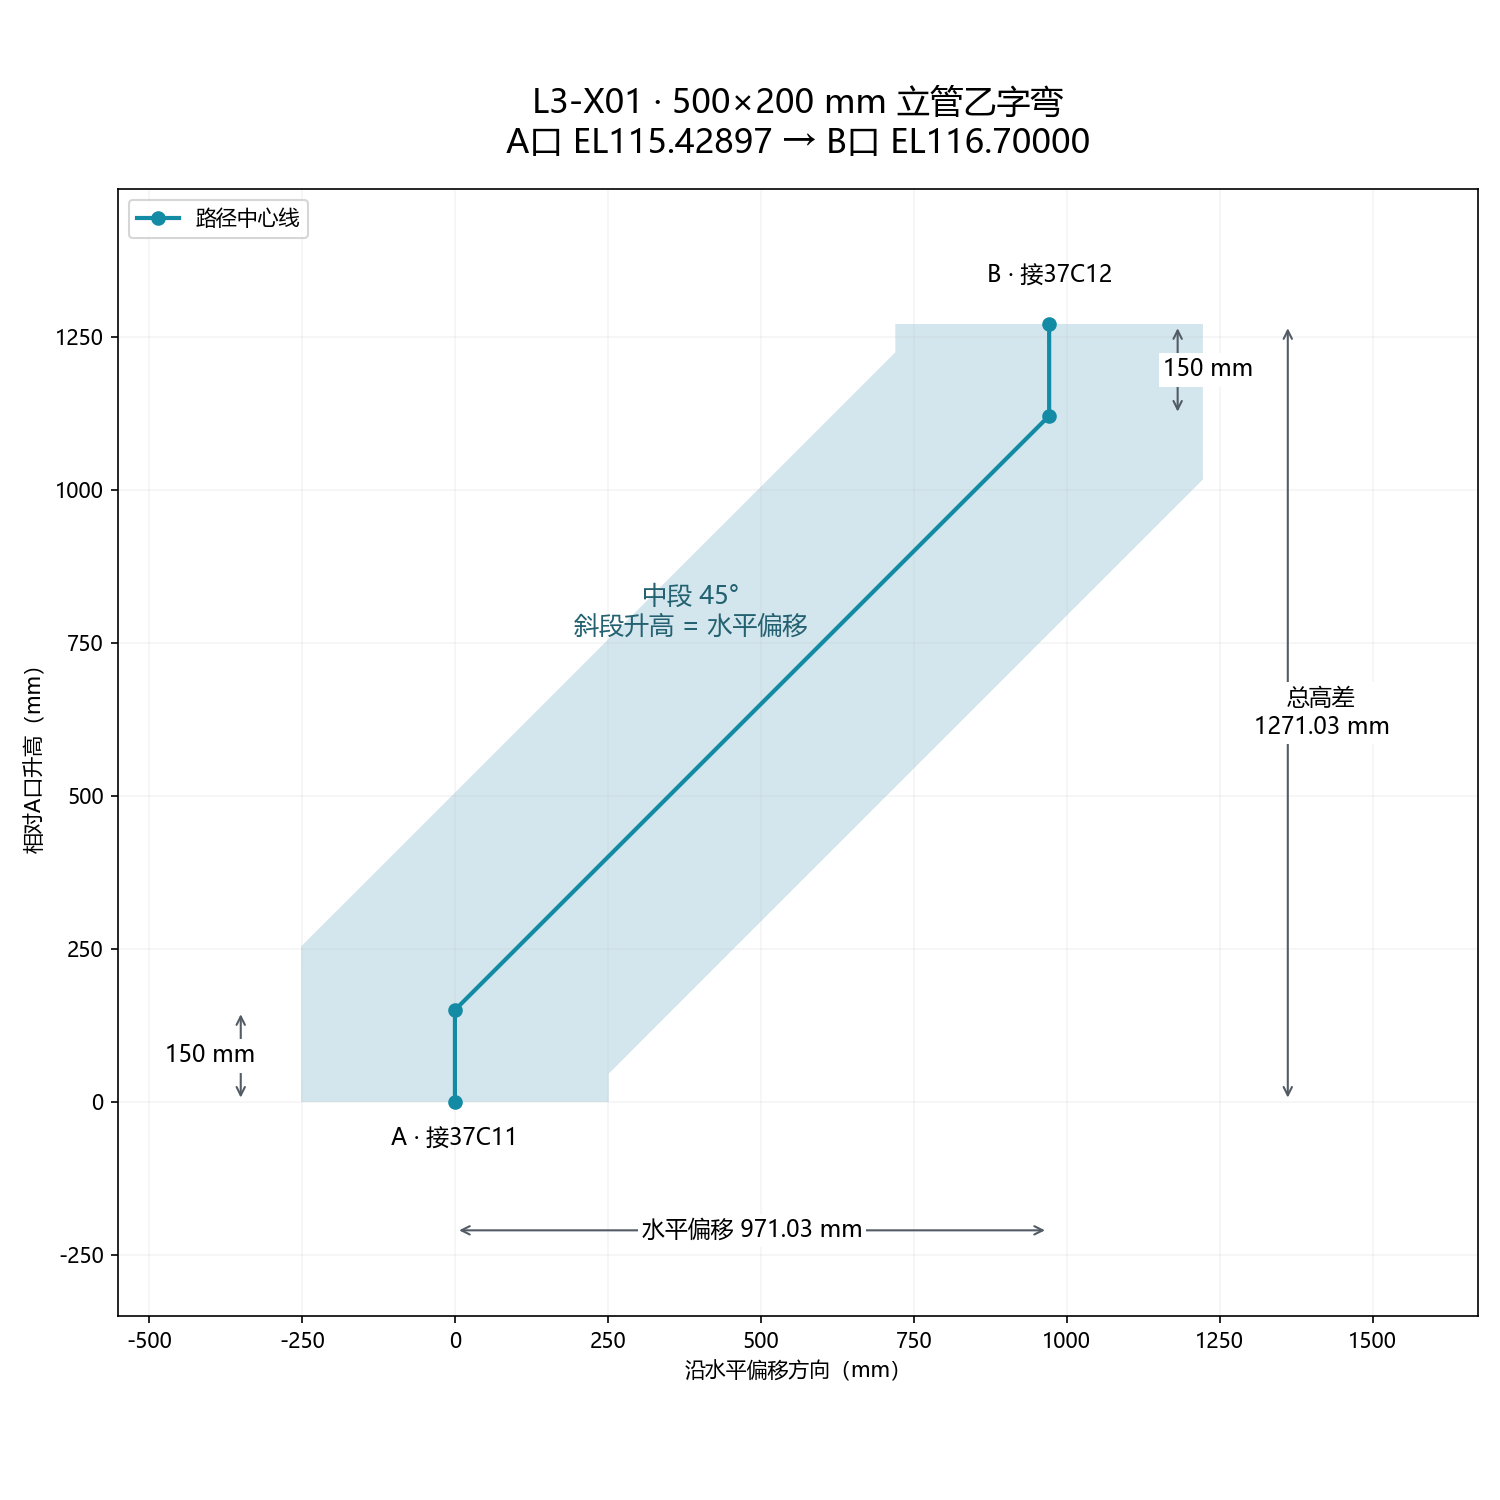 L3-X01 · 500×200 mm 立管乙字弯
A口 EL115.42897 → B口 EL116.70000
路径中心线
B · 接37C12
150 mm
中段 45°
斜段升高 = 水平偏移
总高差
1271.03 mm
150 mm
A · 接37C11
水平偏移 971.03 mm
相对A口升高（mm）
1250
1000
750
500
250
0
-250
-500
-250
0
250
500
750
1000
1250
1500
沿水平偏移方向（mm）